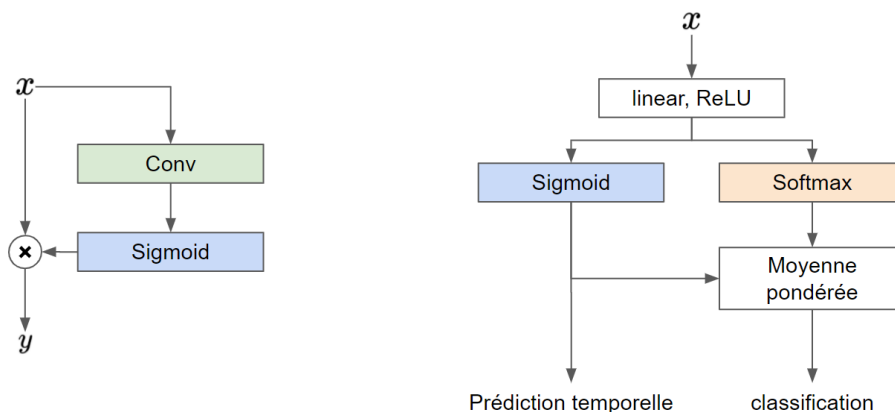 x
Conv
Sigmoid
×
y
x
linear, ReLU
Sigmoid
Softmax
Moyenne
pondérée
Prédiction temporelle
classification